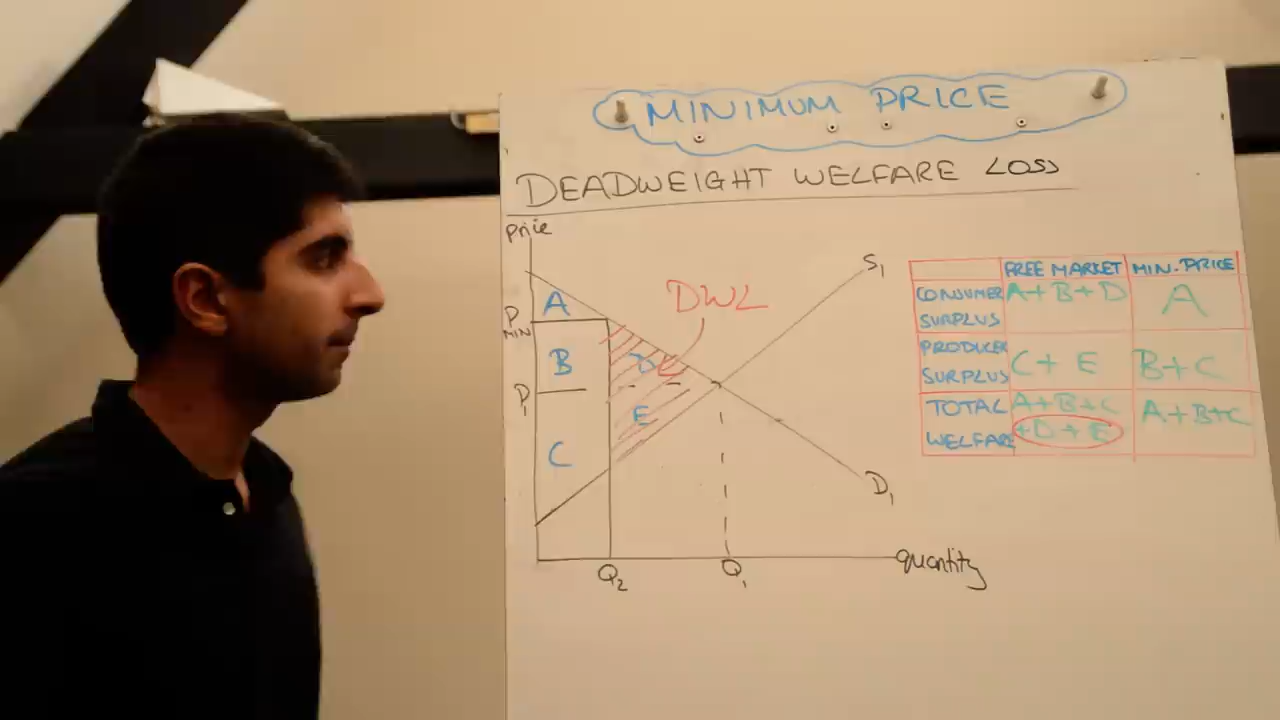 MINIMUM PRICE
DEADWEIGHT WELFARE LOSS
Price
S1
FREE MARKET MIN. PRICE
CONSUMER SURPLUS A+B+D A
PRODUCER SURPLUS C+E B+C
TOTAL WELFARE A+B+C +D+E A+B+C
DWL
A
P MIN
B
D
P1
E
C
D1
Q2
Q1
quantity